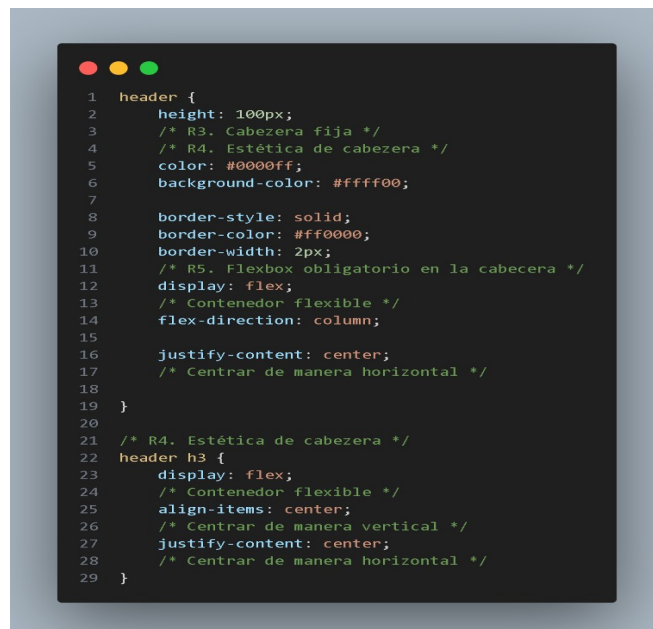 1 header {
2 height: 100px;
3 /* R3. Cabezera fija */
4 /* R4. Estética de cabezera */
5 color: #0000ff;
6 background-color: #ffff00;
7
8 border-style: solid;
9 border-color: #ff0000;
10 border-width: 2px;
11 /* R5. Flexbox obligatorio en la cabecera */
12 display: flex;
13 /* Contenedor flexible */
14 flex-direction: column;
15
16 justify-content: center;
17 /* Centrar de manera horizontal */
18
19 }
20
21 /* R4. Estética de cabezera */
22 header h3 {
23 display: flex;
24 /* Contenedor flexible */
25 align-items: center;
26 /* Centrar de manera vertical */
27 justify-content: center;
28 /* Centrar de manera horizontal */
29 }